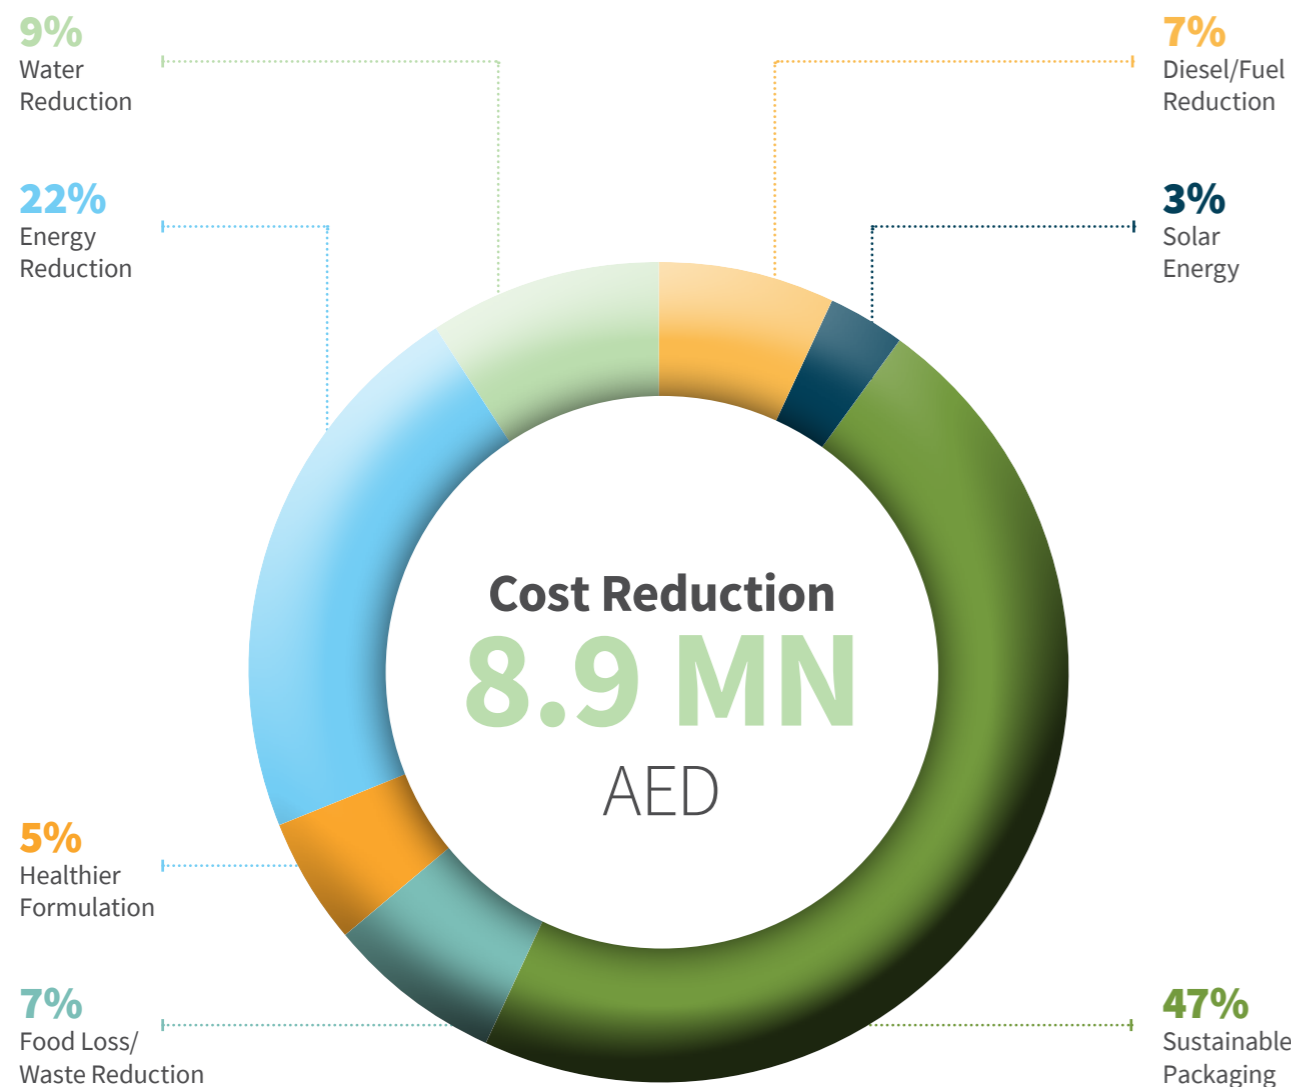 9%
Water
Reduction
22%
Energy
Reduction
7%
Diesel/Fuel
Reduction
3%
Solar
Energy
Cost Reduction
8.9 MN
AED
5%
Healthier
Formulation
7%
Food Loss/
Waste Reduction
47%
Sustainable
Packaging